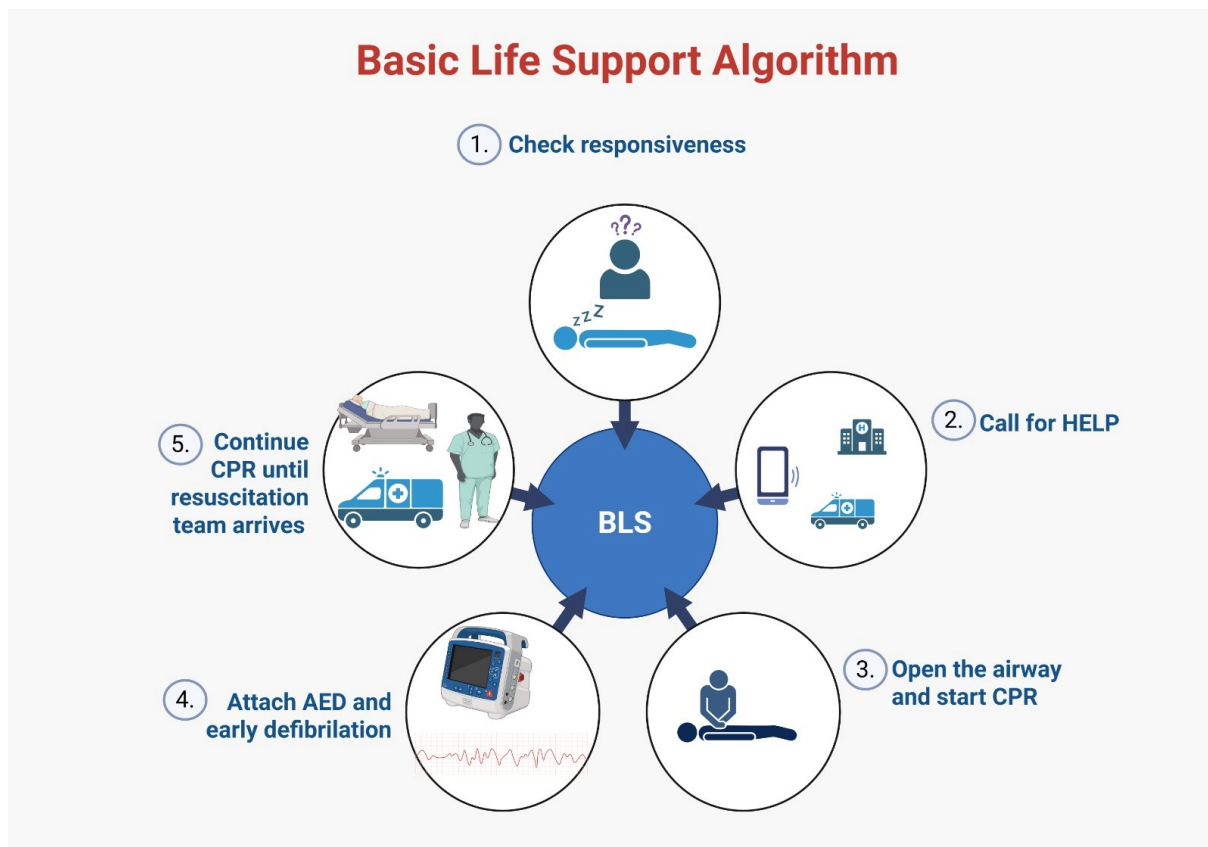 Basic Life Support Algorithm
1. Check responsiveness
???
zzZ
2. Call for HELP
H
5. Continue
CPR until
resuscitation
team arrives
BLS
3. Open the airway
and start CPR
4. Attach AED and
early defibrilation